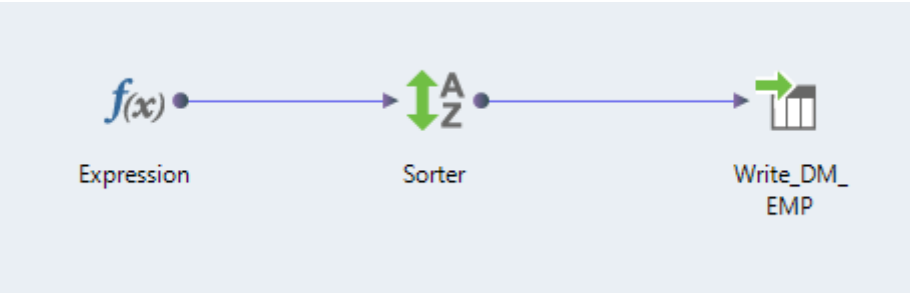 f(x)
A
Z
Expression
Sorter
Write_DM_
EMP